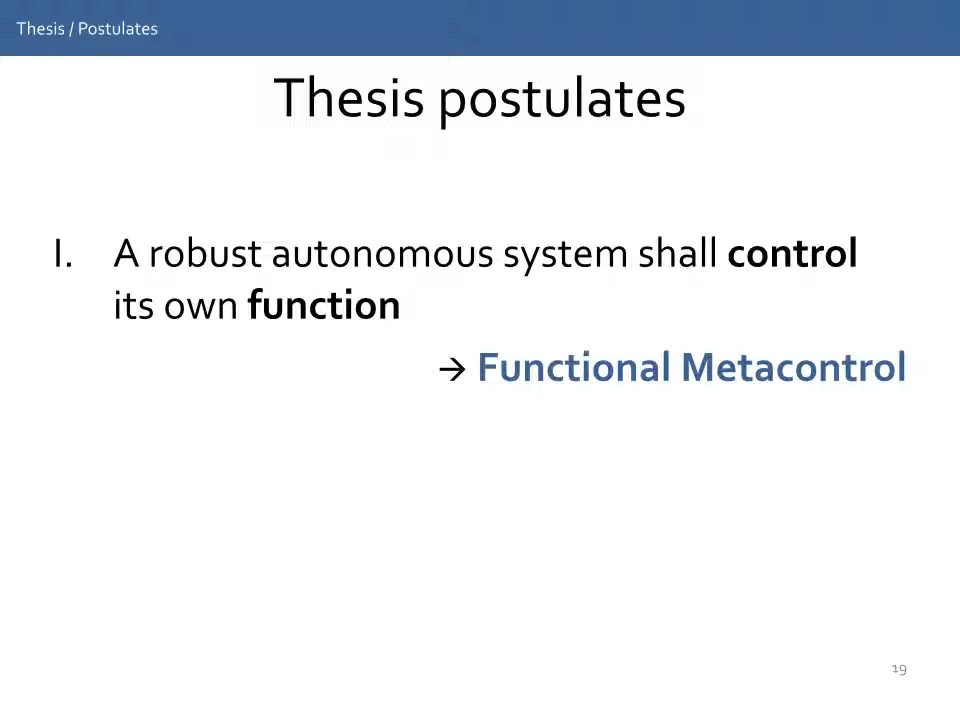 Thesis / Postulates
Thesis postulates
I. A robust autonomous system shall control
its own function
→ Functional Metacontrol
19